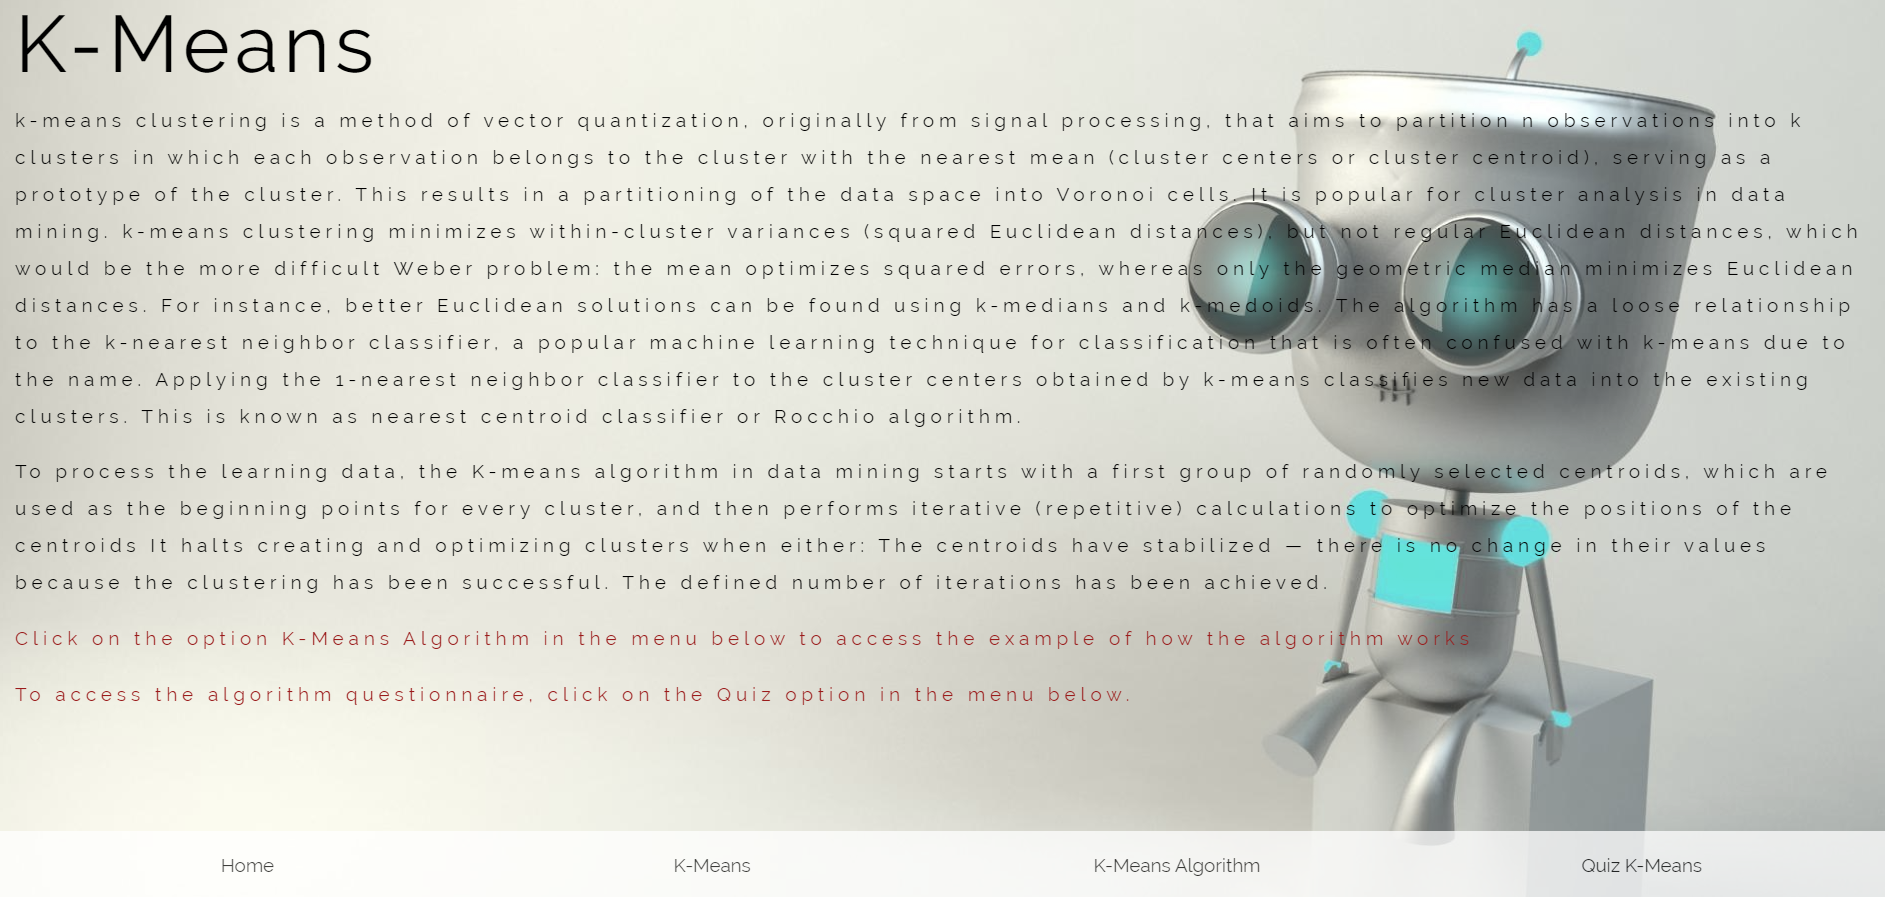 K-Means
k-means clustering is a method of vector quantization, originally from signal processing, that aims to partition n observations into k
clusters in which each observation belongs to the cluster with the nearest mean (cluster centers or cluster centroid), serving as a
prototype of the cluster. This results in a partitioning of the data space into Voronoi cells. It is popular for cluster analysis in data
mining. k-means clustering minimizes within-cluster variances (squared Euclidean distances), but not regular Euclidean distances, which
would be the more difficult Weber problem: the mean optimizes squared errors, whereas only the geometric median minimizes Euclidean
distances. For instance, better Euclidean solutions can be found using k-medians and k-medoids. The algorithm has a loose relationship
to the k-nearest neighbor classifier, a popular machine learning technique for classification that is often confused with k-means due to
the name. Applying the 1-nearest neighbor classifier to the cluster centers obtained by k-means classifies new data into the existing
clusters. This is known as nearest centroid classifier or Rocchio algorithm.
To process the learning data, the K-means algorithm in data mining starts with a first group of randomly selected centroids, which are
used as the beginning points for every cluster, and then performs iterative (repetitive) calculations to optimize the positions of the
centroids It halts creating and optimizing clusters when either: The centroids have stabilized — there is no change in their values
because the clustering has been successful. The defined number of iterations has been achieved.
Click on the option K-Means Algorithm in the menu below to access the example of how the algorithm works
To access the algorithm questionnaire, click on the Quiz option in the menu below.
Home K-Means K-Means Algorithm Quiz K-Means